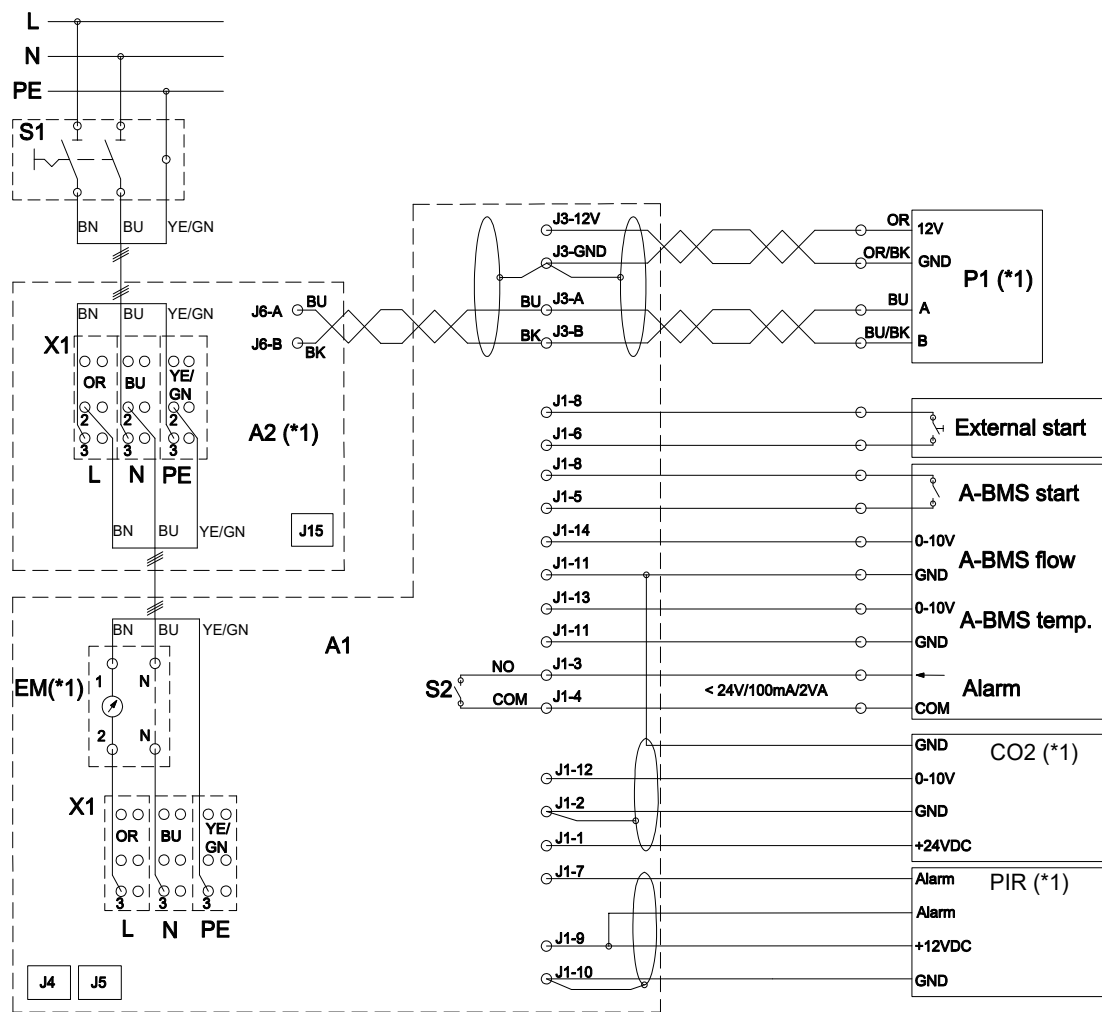 L
N
PE
S1
BN BU YE/GN
BN BU YE/GN
X1
OR BU YE/
GN
2 2 2
3 3 3
L N PE
BN BU YE/GN
A2 (*1)
J15
J6-A BU
J6-B BK
J3-12V
J3-GND
BU J3-A
BK J3-B
OR 12V
OR/BK GND
BU A
BU/BK B
P1 (*1)
J1-8
J1-6
External start
J1-8
J1-5
A-BMS start
J1-14 0-10V
J1-11 GND
A-BMS flow
J1-13 0-10V
J1-11 GND
A-BMS temp.
S2
NO J1-3
COM J1-4
< 24V/100mA/2VA
Alarm
COM
GND
CO2 (*1)
J1-12 0-10V
J1-2 GND
J1-1 +24VDC
J1-7 Alarm
PIR (*1)
Alarm
J1-9 +12VDC
J1-10 GND
A1
BN BU YE/GN
EM(*1)
1 N
2 N
X1
OR BU YE/
GN
3 3 3
L N PE
J4 J5